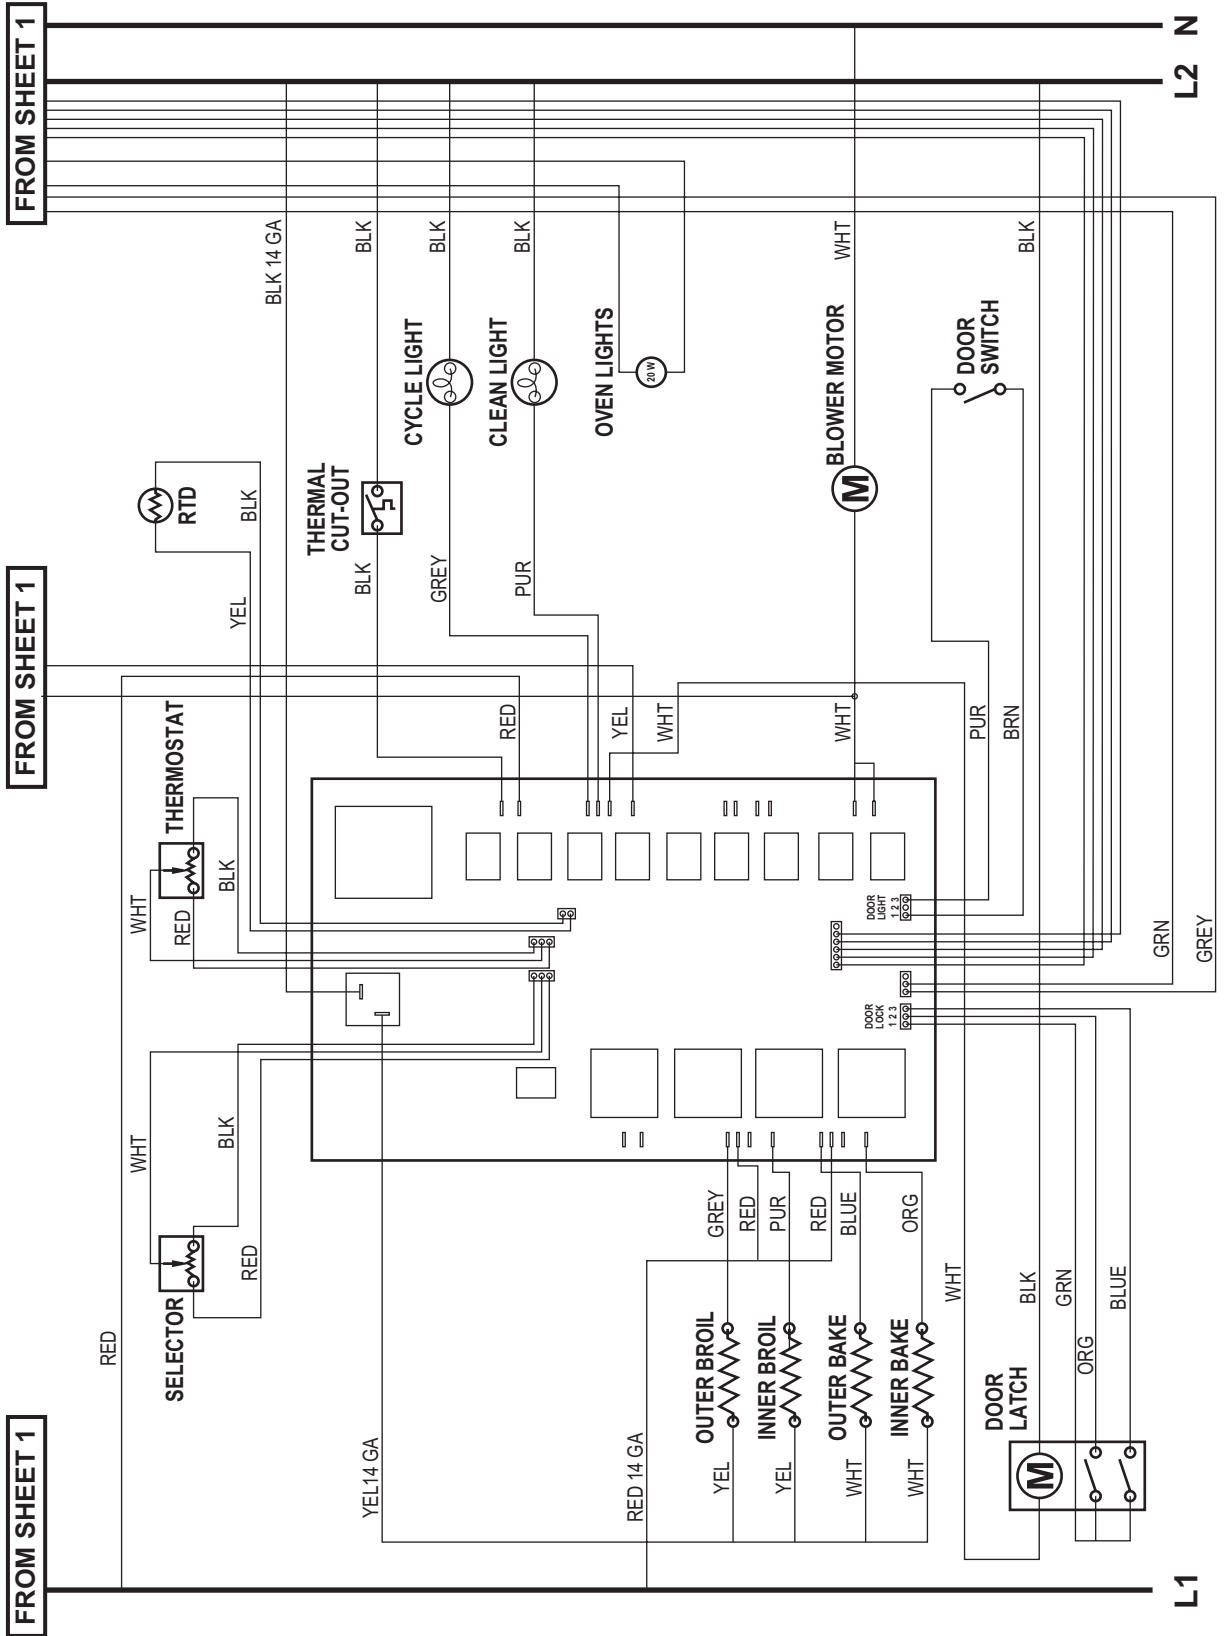 FROM SHEET 1
FROM SHEET 1
FROM SHEET 1
N
L2
L1
BLK 14 GA
BLK
BLK
BLK
WHT
BLK
RTD
BLK
YEL
THERMAL
CUT-OUT
BLK
CYCLE LIGHT
GREY
CLEAN LIGHT
PUR
OVEN LIGHTS
20 W
BLOWER MOTOR
M
DOOR
SWITCH
THERMOSTAT
WHT
RED
BLK
RED
YEL
WHT
WHT
PUR
BRN
GRN
GREY
DOOR
LIGHT
1 2 3
DOOR
LOCK
1 2 3
WHT
BLK
RED
SELECTOR
RED
YEL14 GA
RED 14 GA
GREY
RED
PUR
RED
BLUE
ORG
OUTER BROIL
INNER BROIL
OUTER BAKE
INNER BAKE
YEL
YEL
WHT
WHT
WHT
BLK
GRN
ORG
BLUE
DOOR
LATCH
M